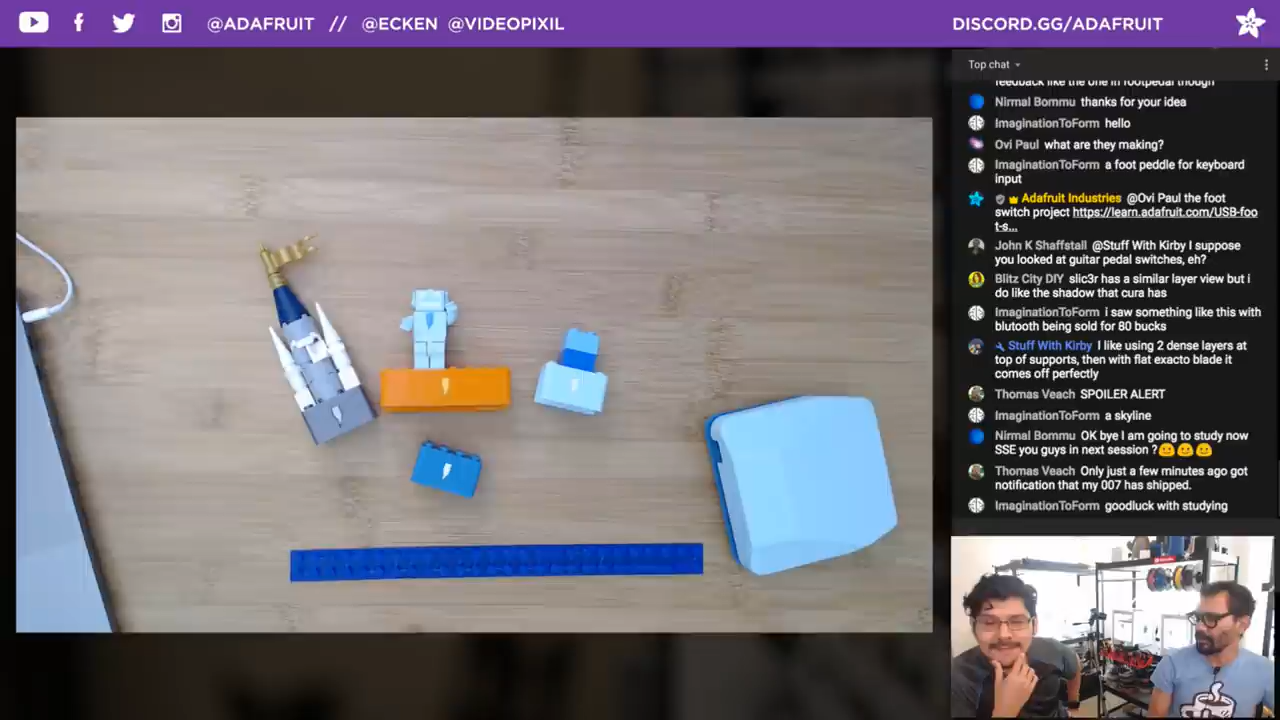 @ADAFRUIT // @ECKEN @VIDEOPIXIL
DISCORD.GG/ADAFRUIT
Top chat
feedback like the one in footpedal though
Nirmal Bommu thanks for your idea
ImaginationToForm hello
Ovi Paul what are they making?
ImaginationToForm a foot peddle for keyboard
input
Adafruit Industries @Ovi Paul the foot
switch project https://learn.adafruit.com/USB-foo
t-s...
John K Shaffstall @Stuff With Kirby I suppose
you looked at guitar pedal switches, eh?
Blitz City DIY slic3r has a similar layer view but i
do like the shadow that cura has
ImaginationToForm i saw something like this with
blutooth being sold for 80 bucks
Stuff With Kirby I like using 2 dense layers at
top of supports, then with flat exacto blade it
comes off perfectly
Thomas Veach SPOILER ALERT
ImaginationToForm a skyline
Nirmal Bommu OK bye I am going to study now
SSE you guys in next session ?
Thomas Veach Only just a few minutes ago got
notification that my 007 has shipped.
ImaginationToForm goodluck with studying